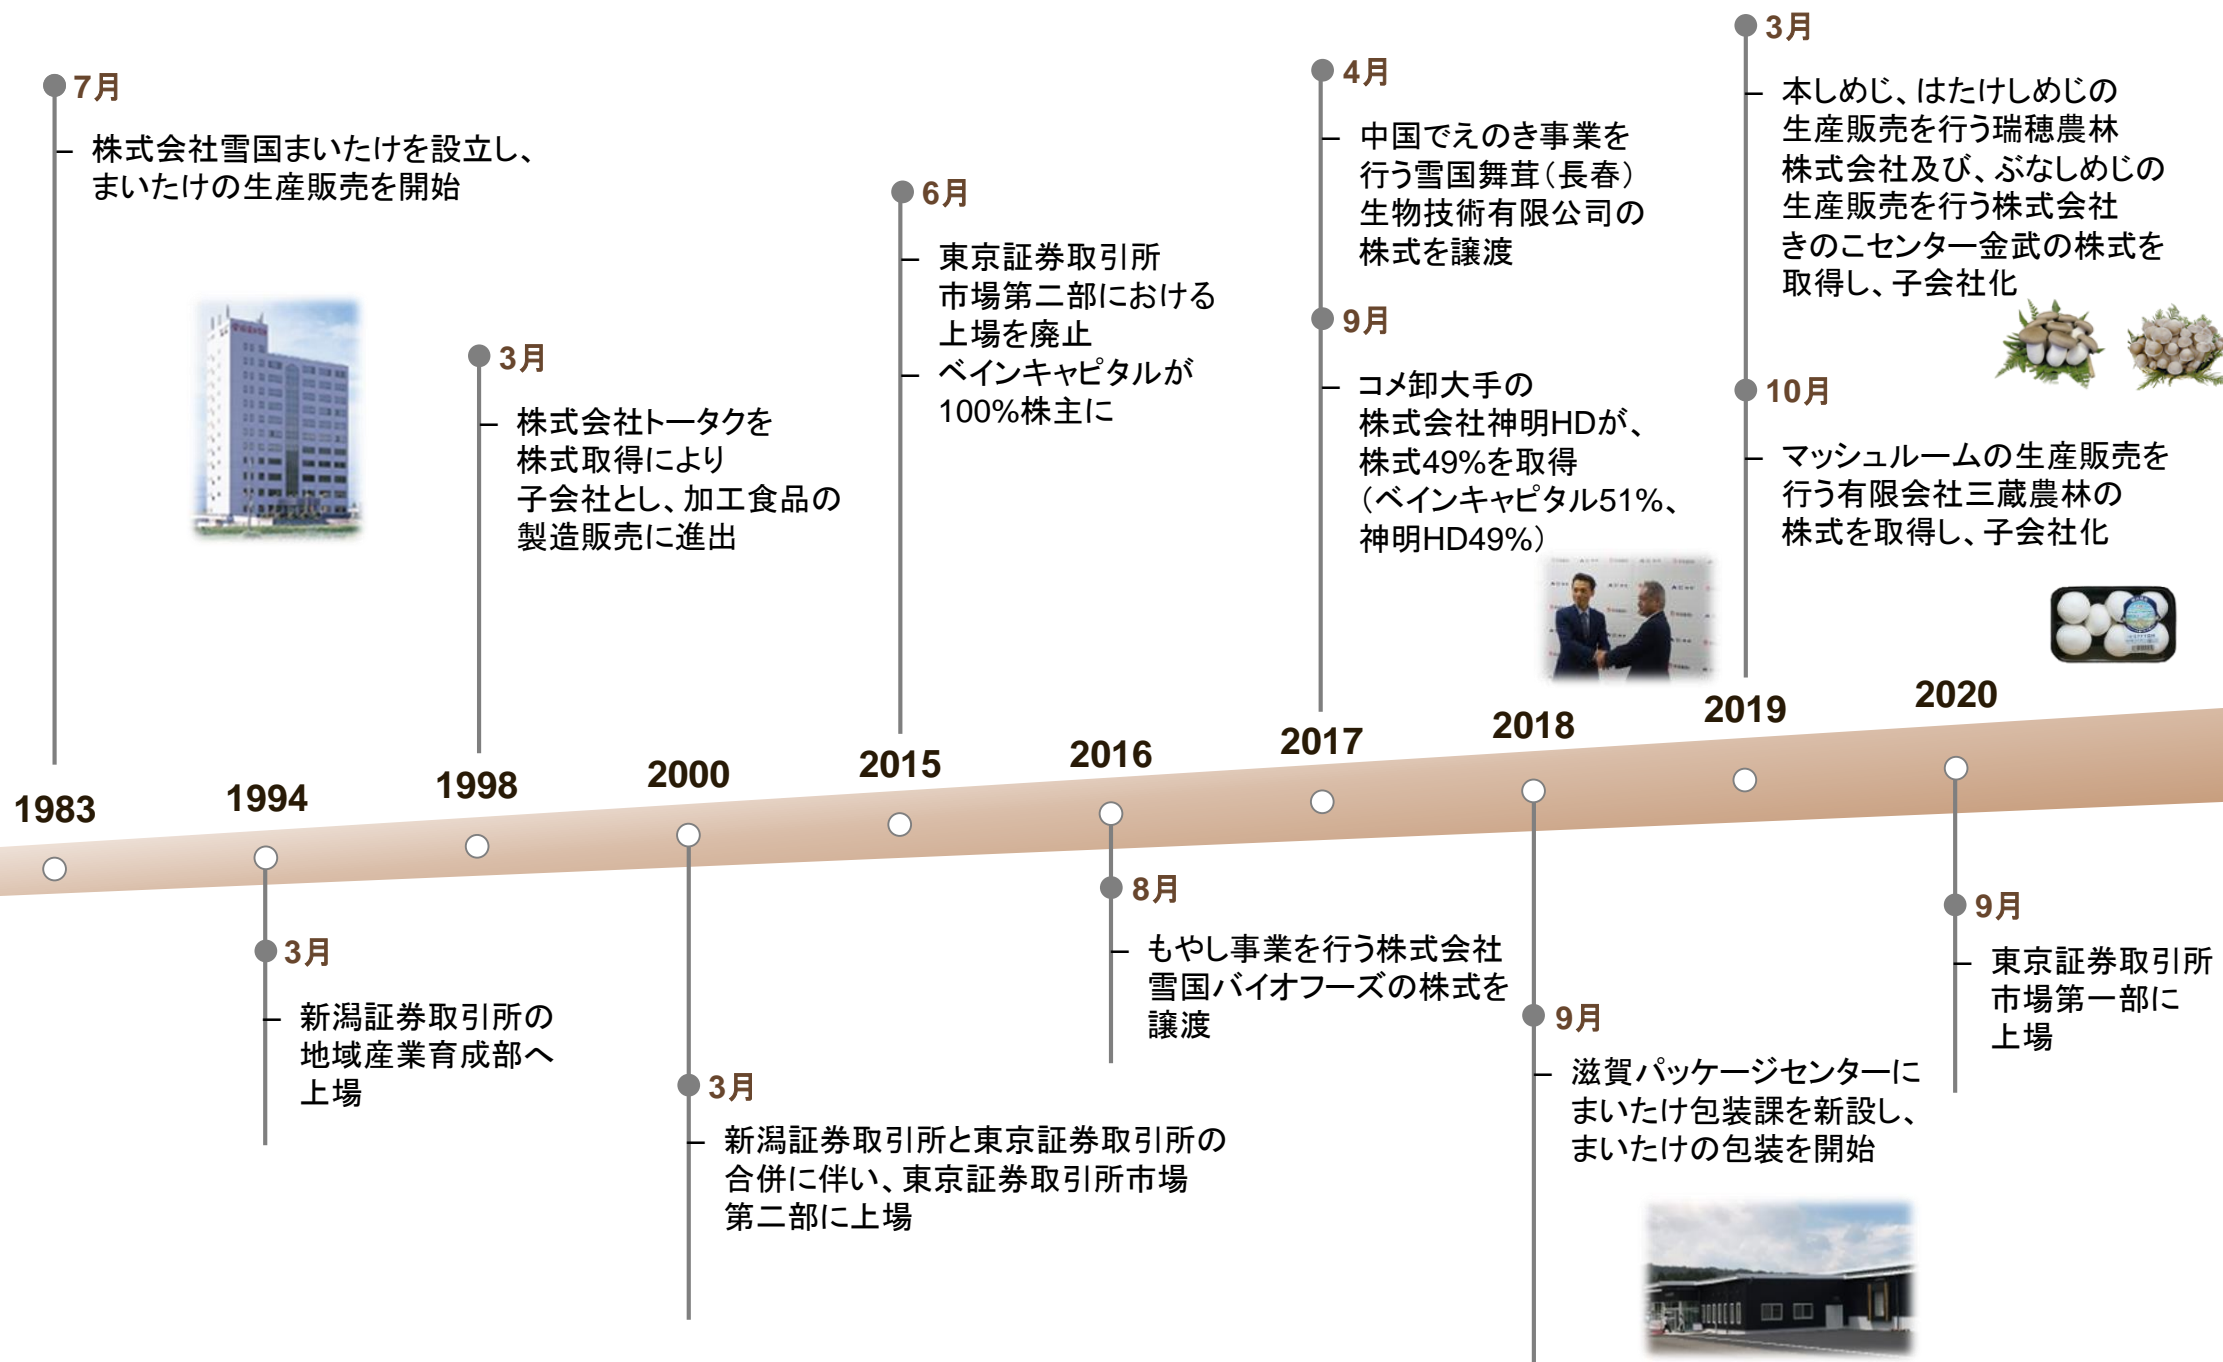 1983
7月
– 株式会社雪国まいたけを設立し、
まいたけの生産販売を開始
1994
3月
– 新潟証券取引所の
地域産業育成部へ
上場
1998
3月
– 株式会社トータクを
株式取得により
子会社とし、加工食品の
製造販売に進出
2000
3月
– 新潟証券取引所と東京証券取引所の
合併に伴い、東京証券取引所市場
第二部に上場
2015
6月
– 東京証券取引所
市場第二部における
上場を廃止
– ベインキャピタルが
100%株主に
2016
8月
– もやし事業を行う株式会社
雪国バイオフーズの株式を
譲渡
2017
4月
– 中国でえのき事業を
行う雪国舞茸（長春）
生物技術有限公司の
株式を譲渡
9月
– コメ卸大手の
株式会社神明HDが、
株式49%を取得
（ベインキャピタル51%、
神明HD49%）
2018
9月
– 滋賀パッケージセンターに
まいたけ包装課を新設し、
まいたけの包装を開始
2019
3月
– 本しめじ、はたけしめじの
生産販売を行う瑞穂農林
株式会社及び、ぶなしめじの
生産販売を行う株式会社
きのこセンター金武の株式を
取得し、子会社化
10月
– マッシュルームの生産販売を
行う有限会社三蔵農林の
株式を取得し、子会社化
2020
9月
– 東京証券取引所
市場第一部に
上場